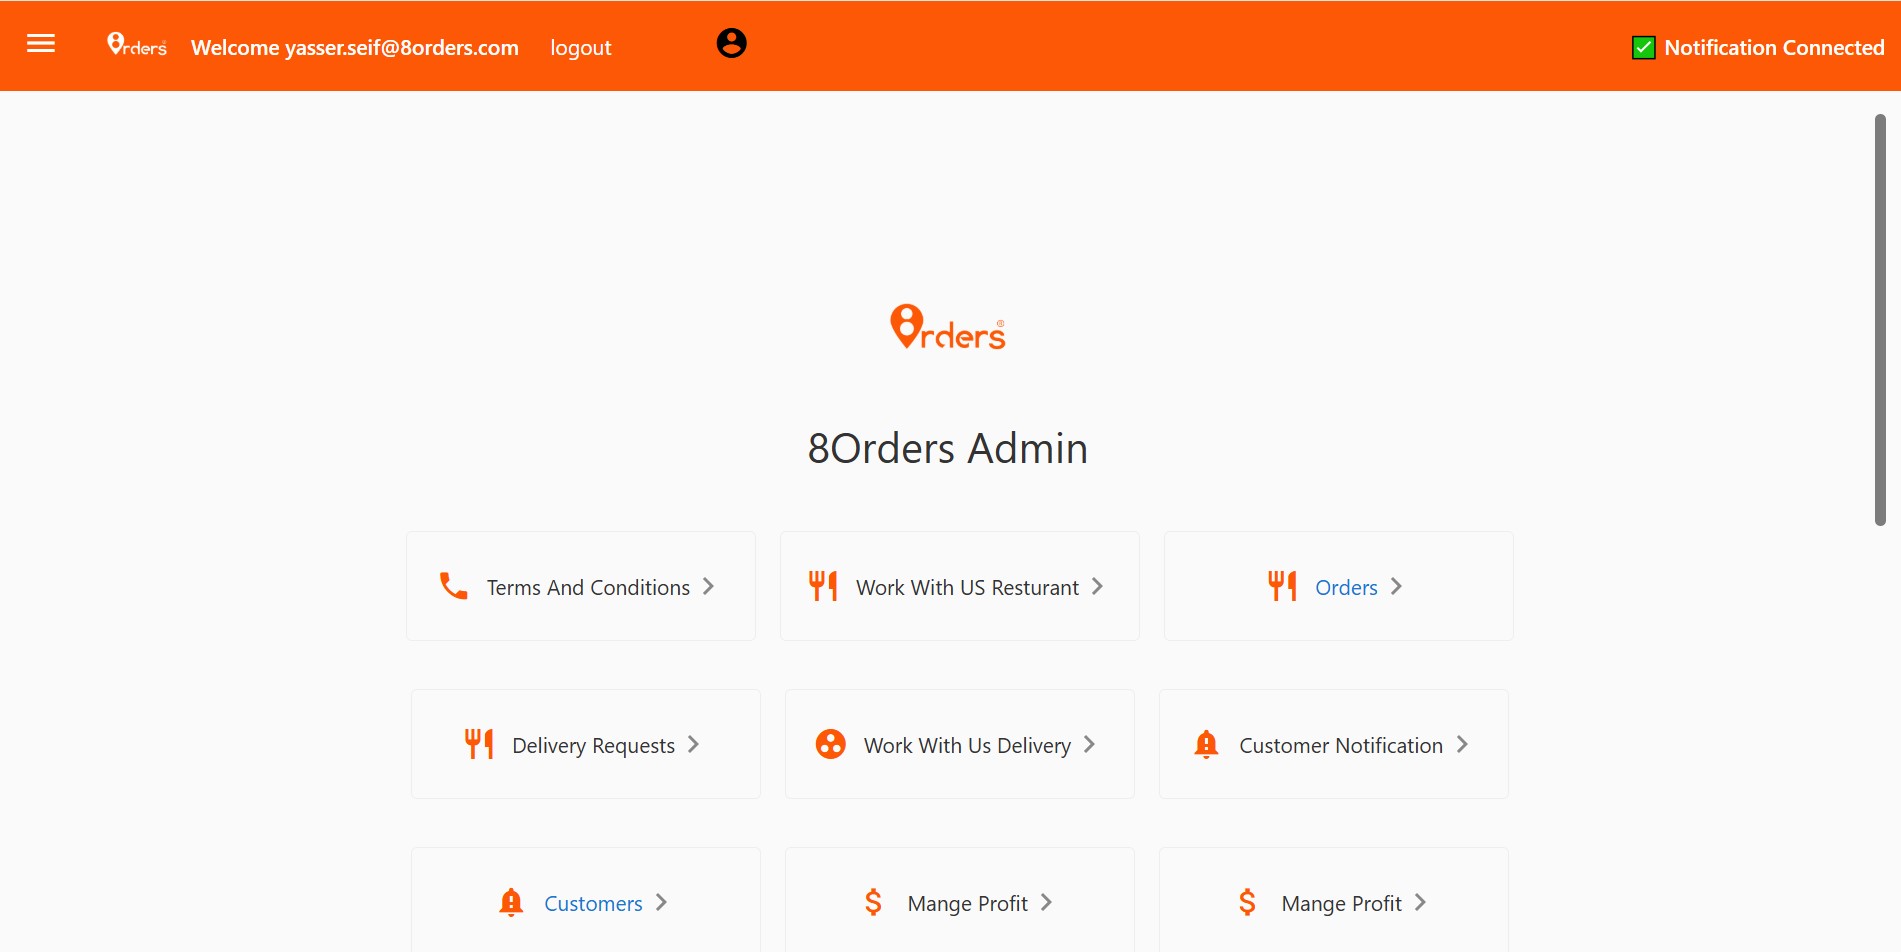 8rders Welcome yasser.seif@8orders.com logout Notification Connected
8rders®
8Orders Admin
Terms And Conditions Work With US Resturant Orders
Delivery Requests Work With Us Delivery Customer Notification
Customers Mange Profit Mange Profit